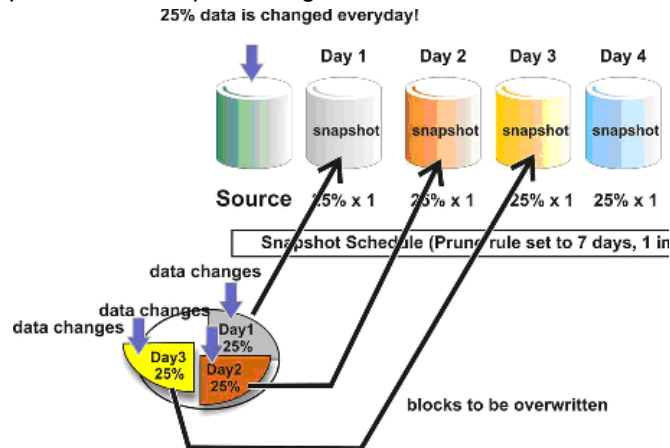 25% data is changed everyday!
Day 1 Day 2 Day 3 Day 4
snapshot snapshot snapshot snapshot
Source 25% x 1 25% x 1 25% x 1 25% x 1
Snapshot Schedule (Prune rule set to 7 days, 1 in
data changes
data changes
data changes
Day1
25%
Day3
25%
Day2
25%
blocks to be overwritten